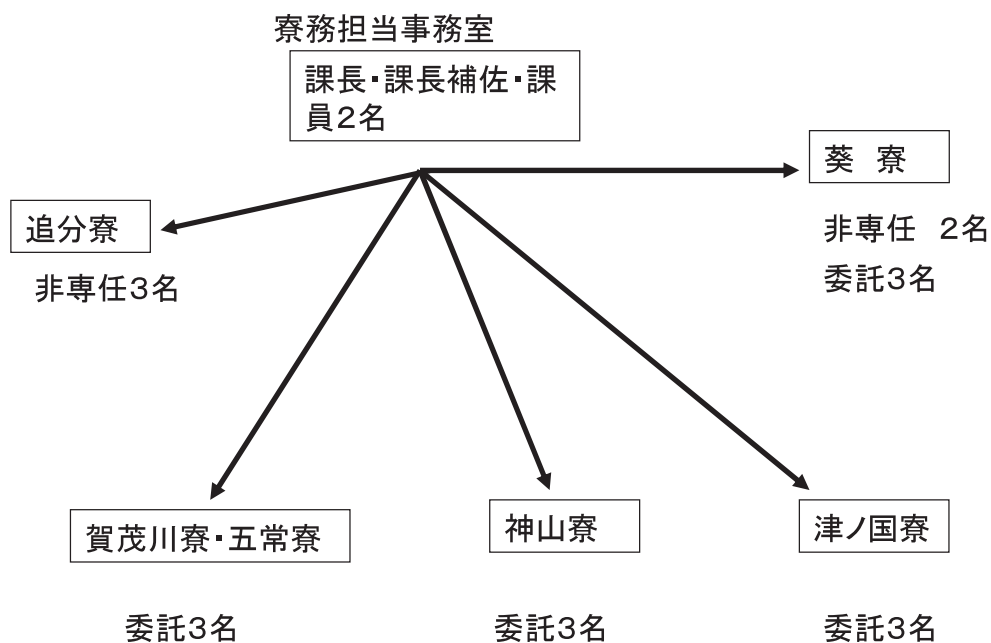 寮務担当事務室
課長・課長補佐・課
員2名
葵　寮
非専任　2名
委託3名
追分寮
非専任3名
賀茂川寮・五常寮
委託3名
神山寮
委託3名
津ノ国寮
委託3名